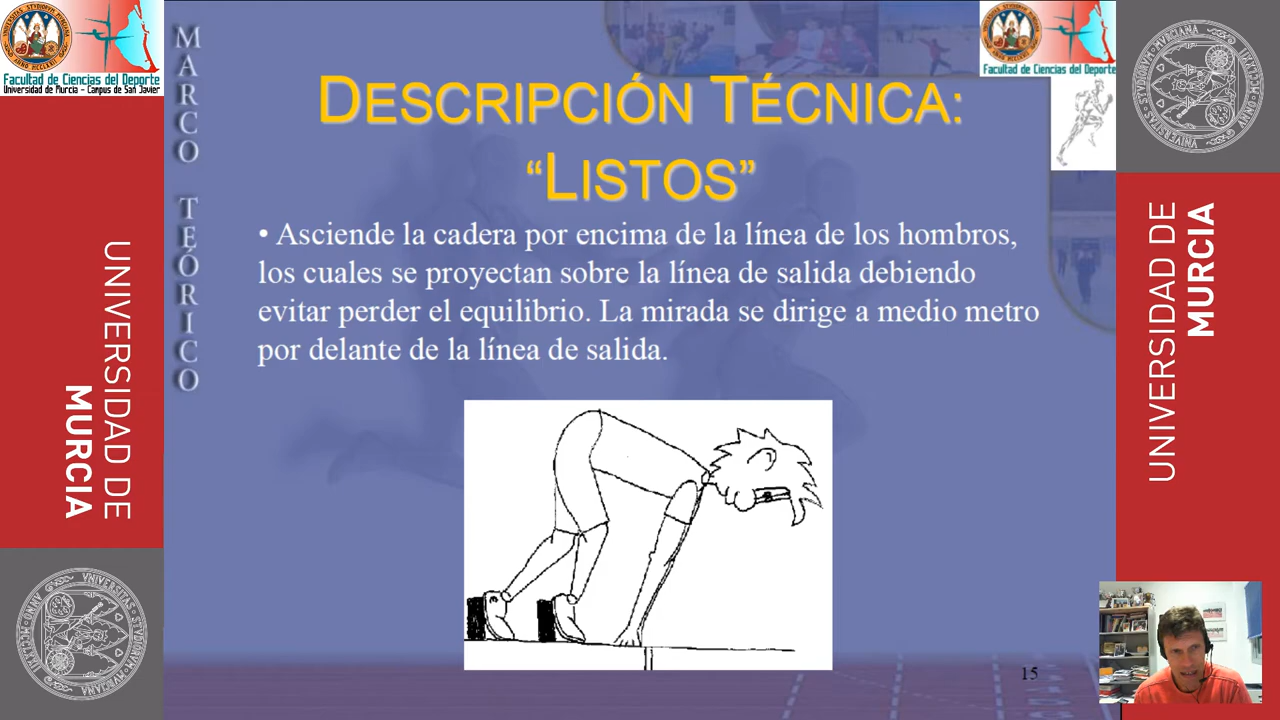 Facultad de Ciencias del Deporte
Universidad de Murcia - Campus de San Javier
MARCO TEÓRICO
Facultad de Ciencias del Deporte
DESCRIPCIÓN TÉCNICA:
“LISTOS”
• Asciende la cadera por encima de la línea de los hombros,
los cuales se proyectan sobre la línea de salida debiendo
evitar perder el equilibrio. La mirada se dirige a medio metro
por delante de la línea de salida.
UNIVERSIDAD DE
MURCIA
UNIVERSIDAD DE
MURCIA
15